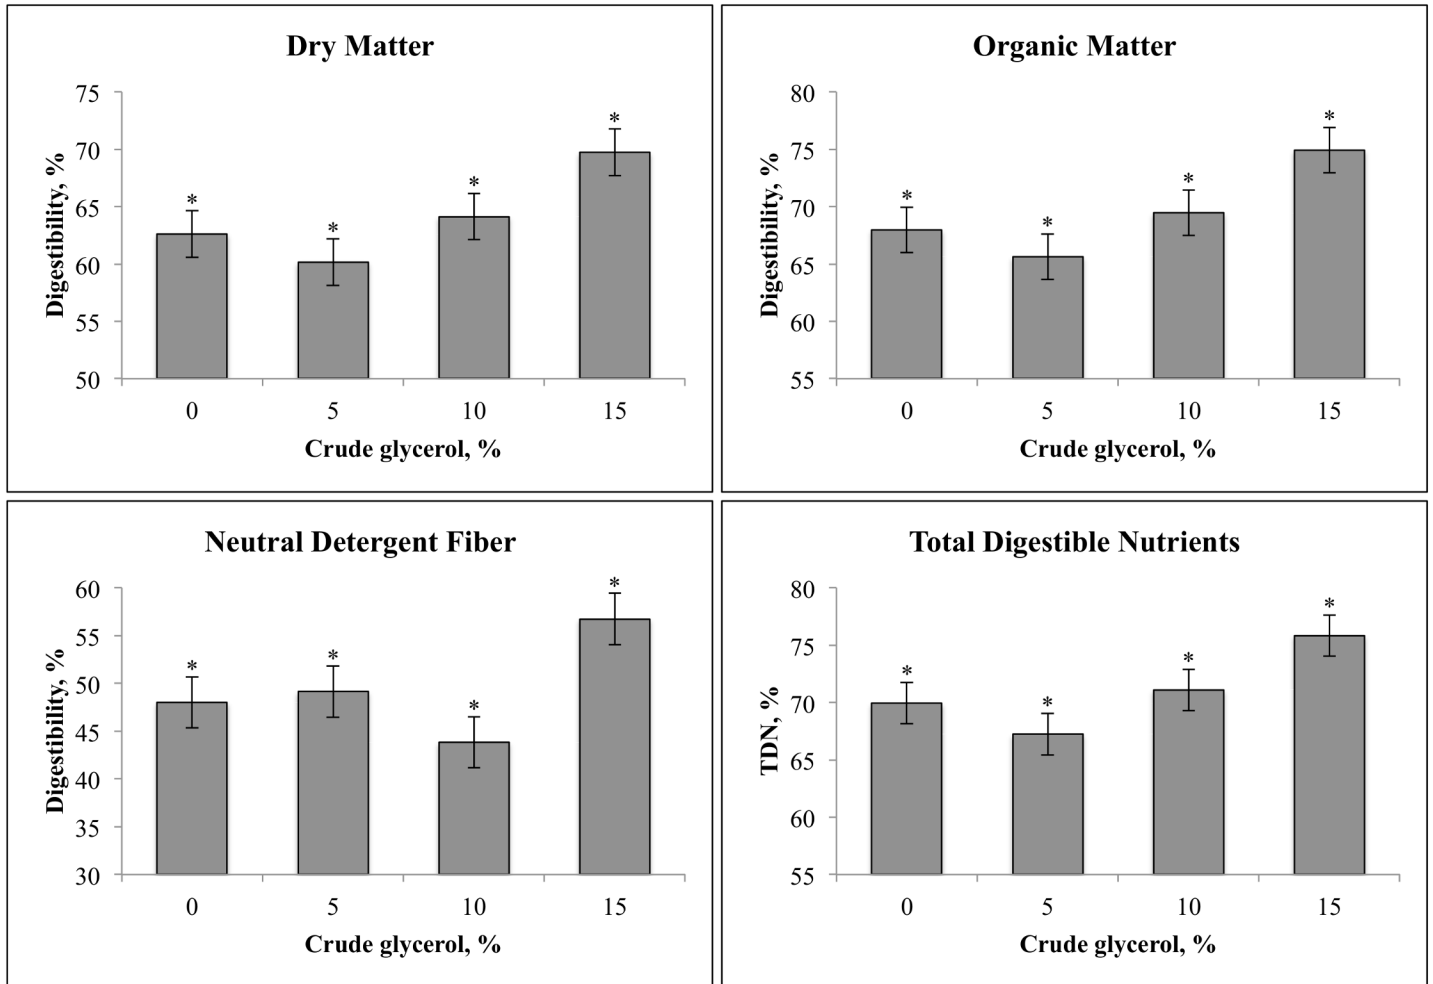 Dry Matter
75
70
65
60
55
50
Digestibility, %
*
*
*
*
0 5 10 15
Crude glycerol, %
Organic Matter
80
75
70
65
60
55
Digestibility, %
*
*
*
*
0 5 10 15
Crude glycerol, %
Neutral Detergent Fiber
60
55
50
45
40
35
30
Digestibility, %
*
*
*
*
0 5 10 15
Crude glycerol, %
Total Digestible Nutrients
80
75
70
65
60
55
TDN, %
*
*
*
*
0 5 10 15
Crude glycerol, %